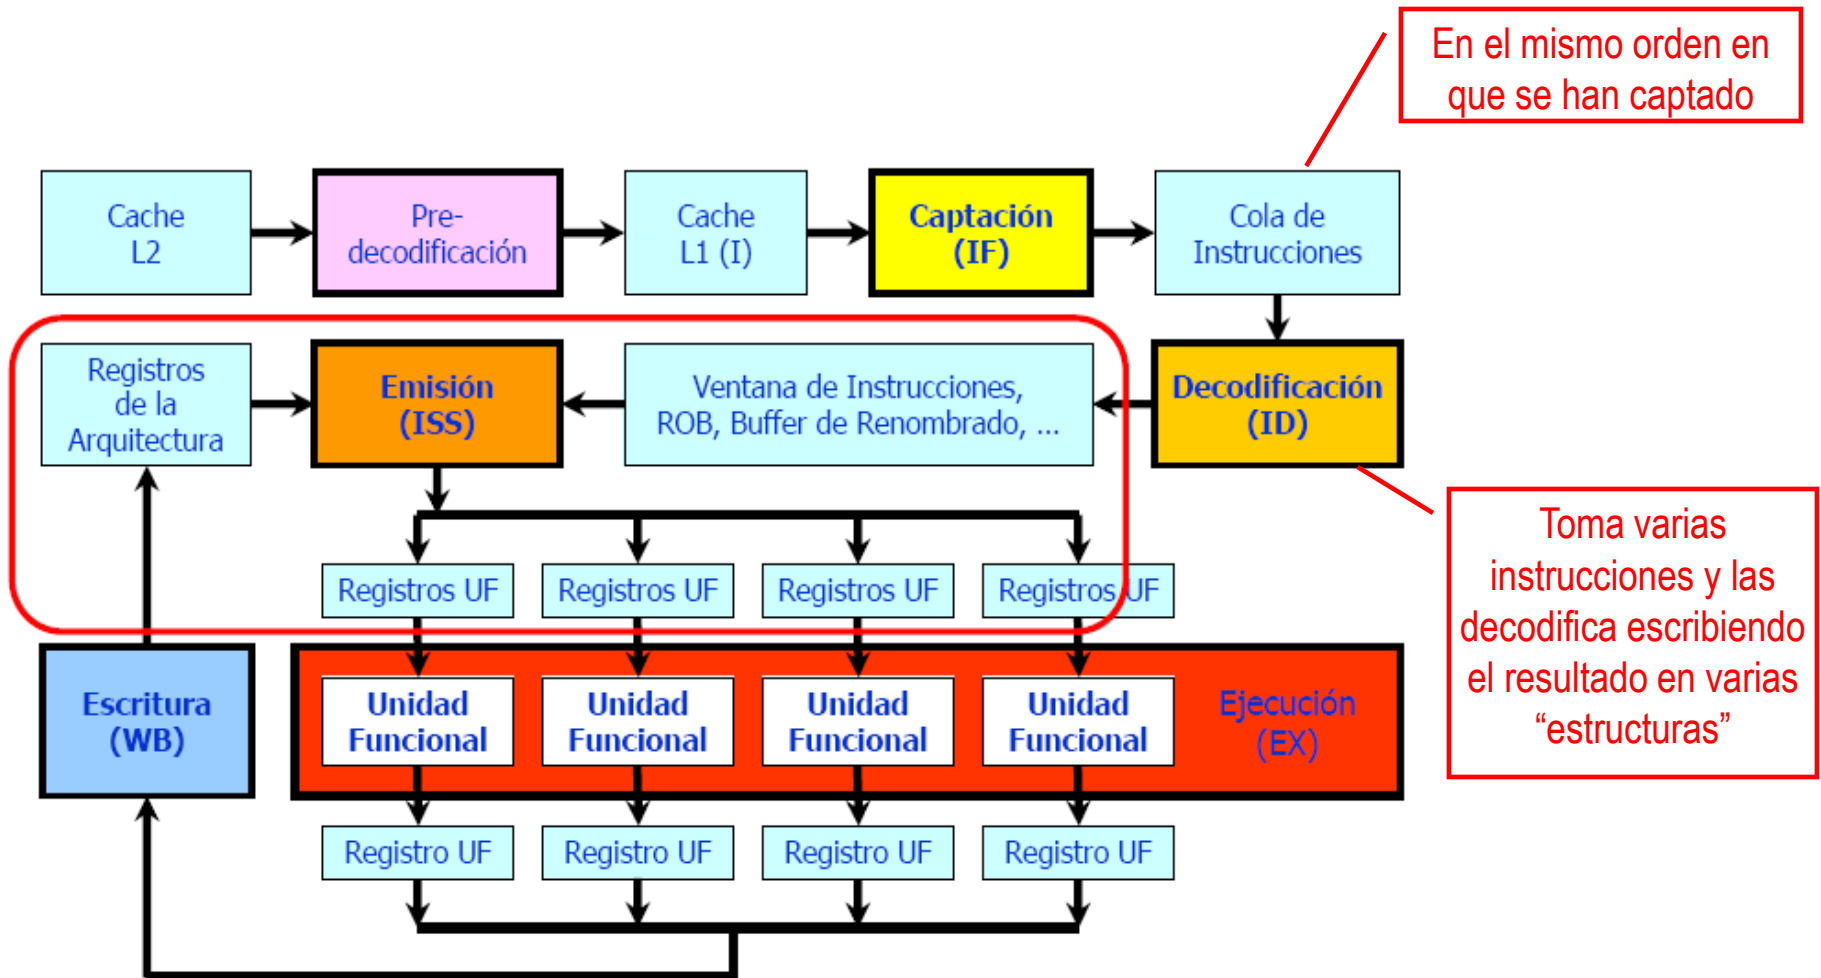 En el mismo orden en
que se han captado
Cache
L2
Pre-
decodificación
Cache
L1 (I)
Captación
(IF)
Cola de
Instrucciones
Registros
de la
Arquitectura
Emisión
(ISS)
Ventana de Instrucciones,
ROB, Buffer de Renombrado, ...
Decodificación
(ID)
Toma varias
instrucciones y las
decodifica escribiendo
el resultado en varias
“estructuras”
Registros UF
Registros UF
Registros UF
Registros UF
Escritura
(WB)
Unidad
Funcional
Unidad
Funcional
Unidad
Funcional
Unidad
Funcional
Ejecución
(EX)
Registro UF
Registro UF
Registro UF
Registro UF